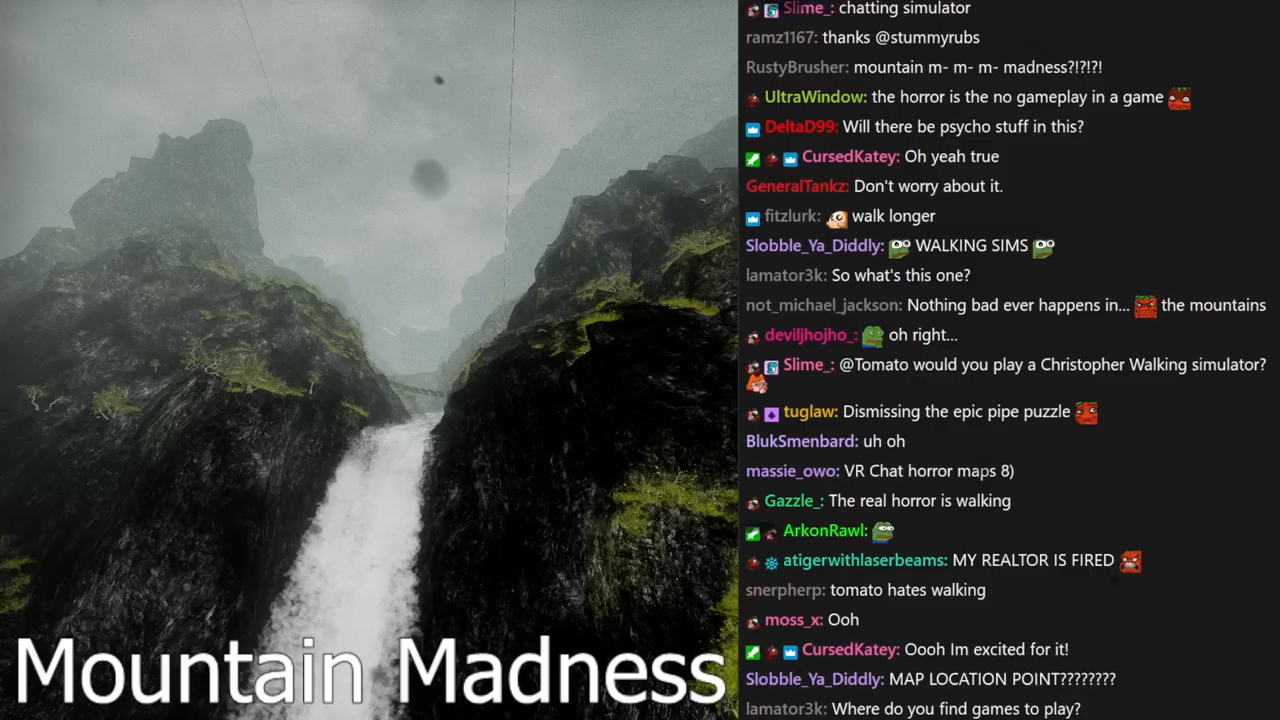 Slime_: chatting simulator
ramz1167: thanks @stummyrubs
RustyBrusher: mountain m- m- m- madness?!?!?!
UltraWindow: the horror is the no gameplay in a game
DeltaD99: Will there be psycho stuff in this?
CursedKatey: Oh yeah true
GeneralTankz: Don't worry about it.
fitzlurk: walk longer
Slobble_Ya_Diddly: WALKING SIMS
lamator3k: So what's this one?
not_michael_jackson: Nothing bad ever happens in... the mountains
deviljhojho_: oh right...
Slime_: @Tomato would you play a Christopher Walking simulator?
tuglaw: Dismissing the epic pipe puzzle
BlukSmenbard: uh oh
massie_owo: VR Chat horror maps 8)
Gazzle_: The real horror is walking
ArkonRawl:
atigerwithlaserbeams: MY REALTOR IS FIRED
snerpherp: tomato hates walking
moss_x: Ooh
CursedKatey: Oooh Im excited for it!
Slobble_Ya_Diddly: MAP LOCATION POINT????????
lamator3k: Where do you find games to play?
Mountain Madness